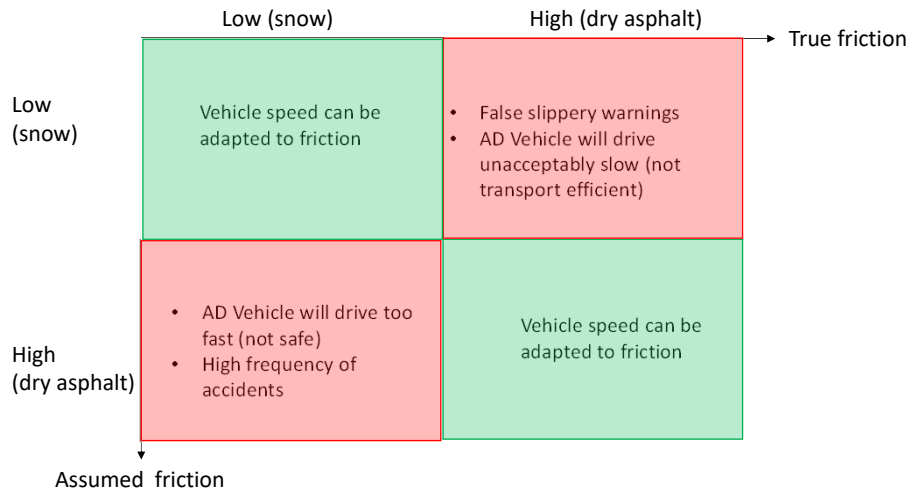 Low (snow)
High (dry asphalt)
True friction
Low
(snow)
Vehicle speed can be
adapted to friction
• False slippery warnings
• AD Vehicle will drive
unacceptably slow (not
transport efficient)
High
(dry asphalt)
• AD Vehicle will drive too
fast (not safe)
• High frequency of
accidents
Vehicle speed can be
adapted to friction
Assumed friction